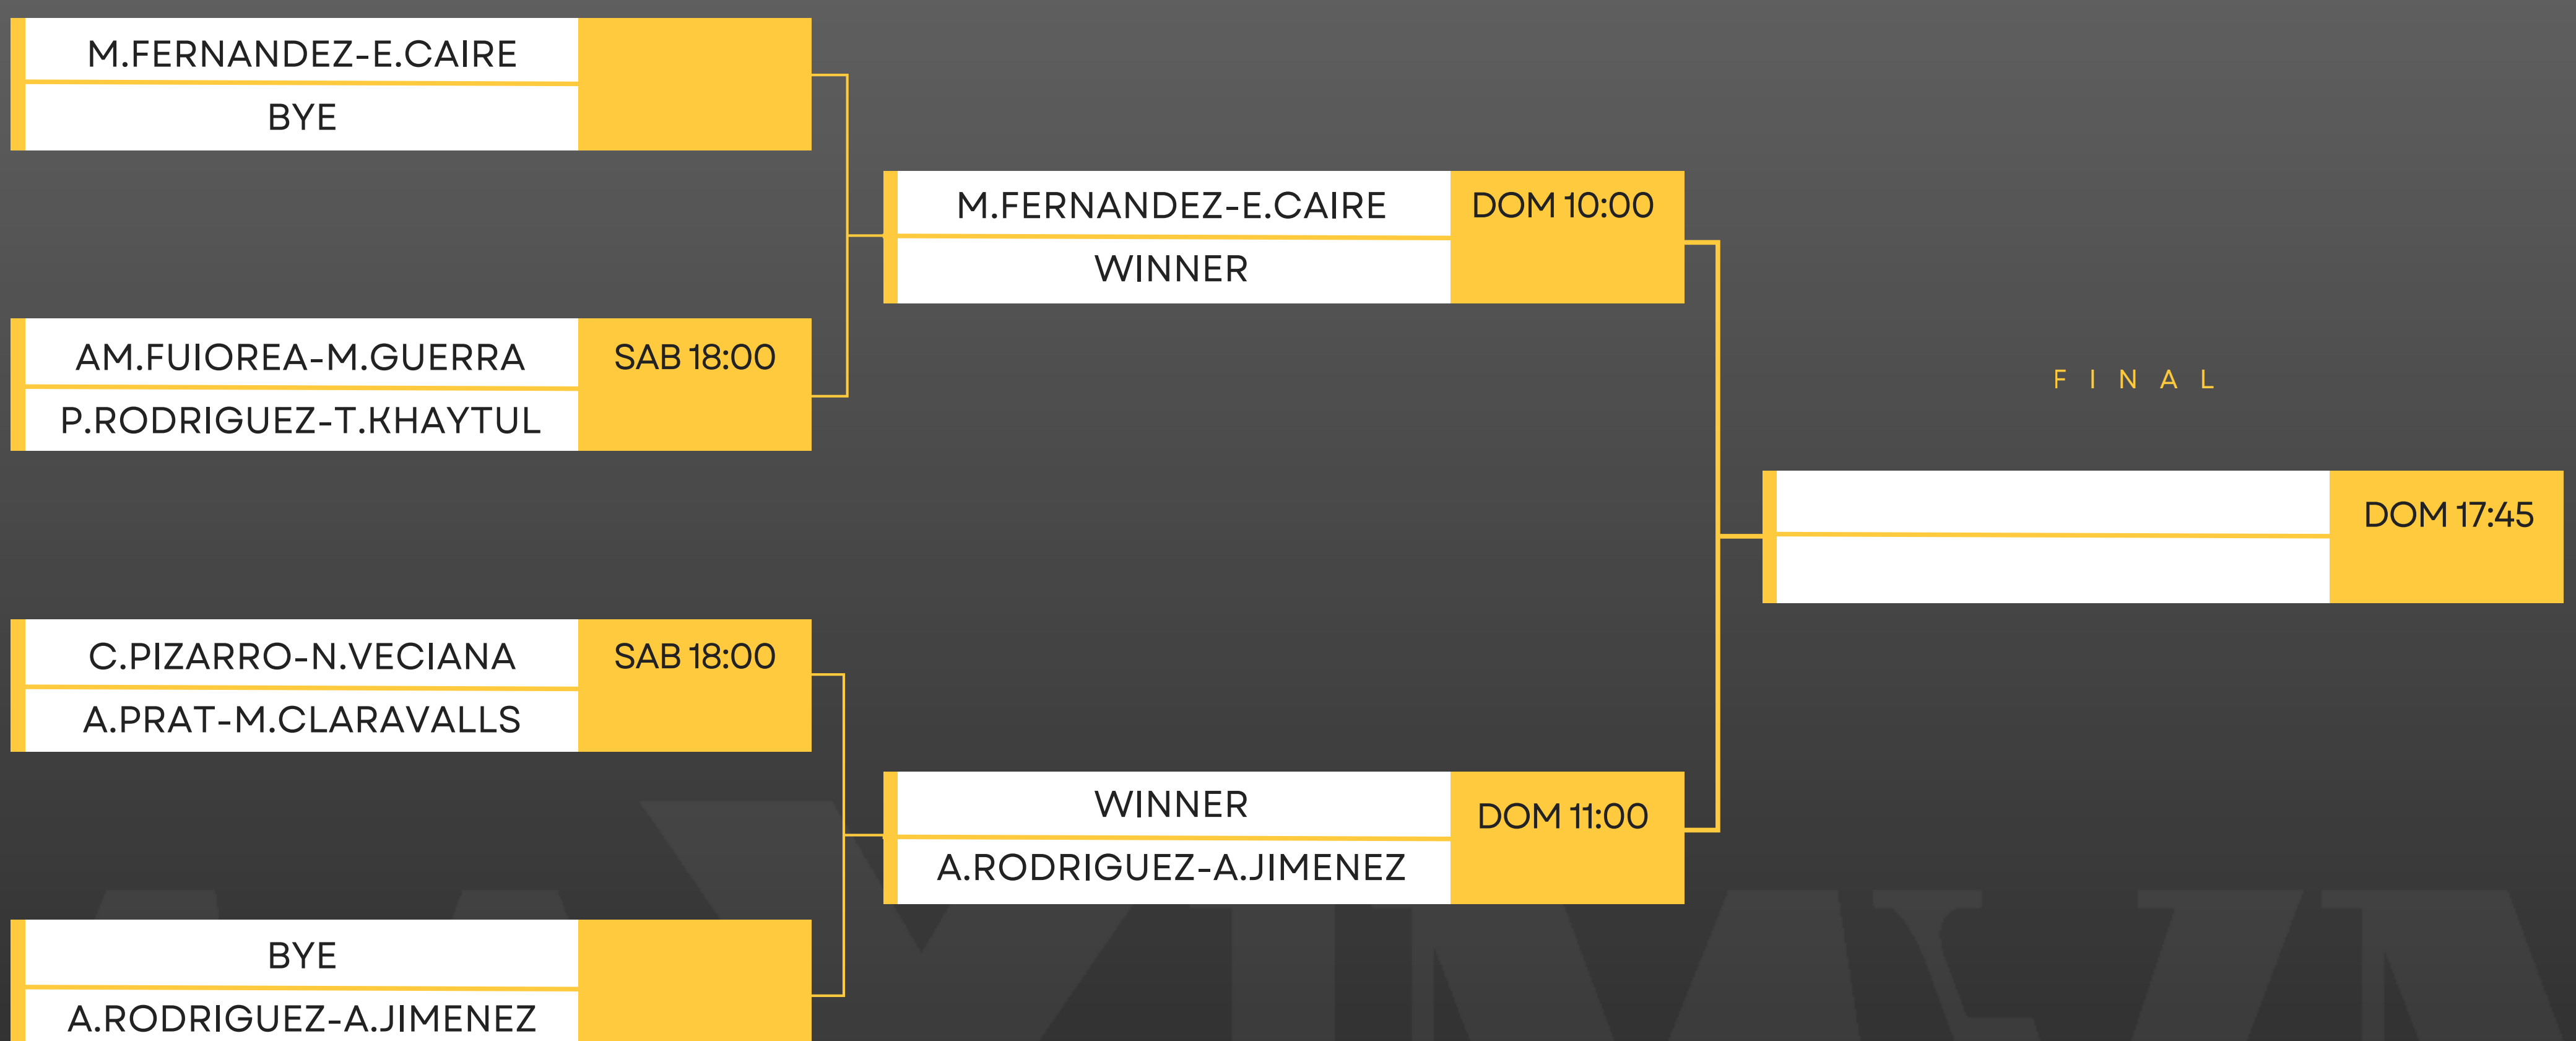 M.FERNANDEZ-E.CAIRE
BYE
AM.FUIOREA-M.GUERRA
SAB 18:00
P.RODRIGUEZ-T.KHAYTUL
C.PIZARRO-N.VECIANA
SAB 18:00
A.PRAT-M.CLARAVALLS
BYE
A.RODRIGUEZ-A.JIMENEZ
M.FERNANDEZ-E.CAIRE
DOM 10:00
WINNER
WINNER
DOM 11:00
A.RODRIGUEZ-A.JIMENEZ
FINAL
DOM 17:45